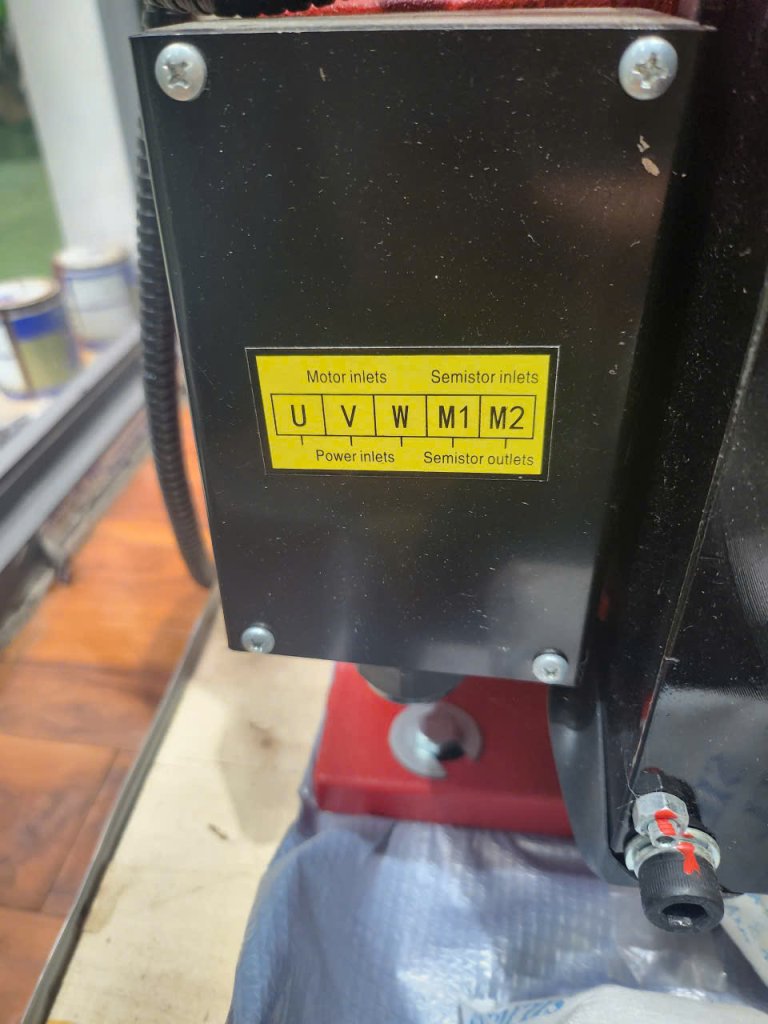 Motor inlets Semistor inlets
U V W M1 M2
Power inlets Semistor outlets